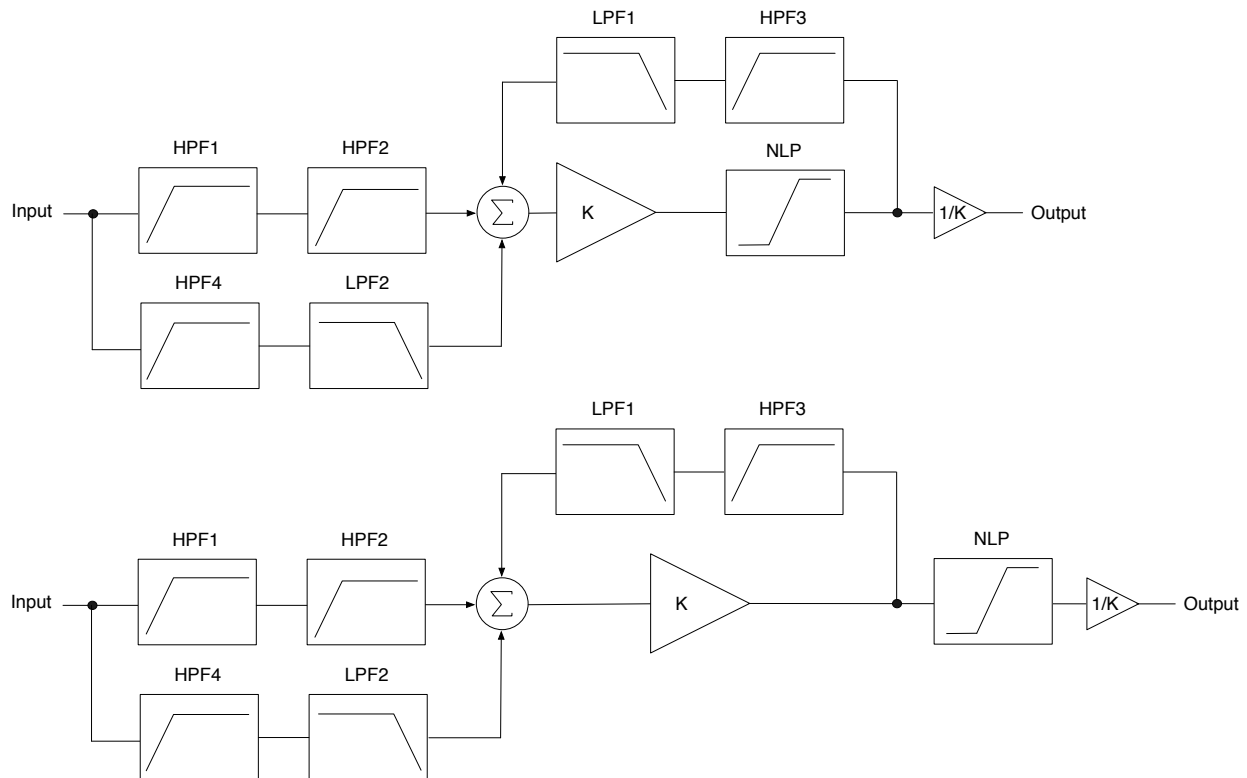 LPF1 HPF3
HPF1 HPF2 NLP
Input Σ K 1/K Output
HPF4 LPF2
LPF1 HPF3
HPF1 HPF2 NLP
Input Σ K 1/K Output
HPF4 LPF2